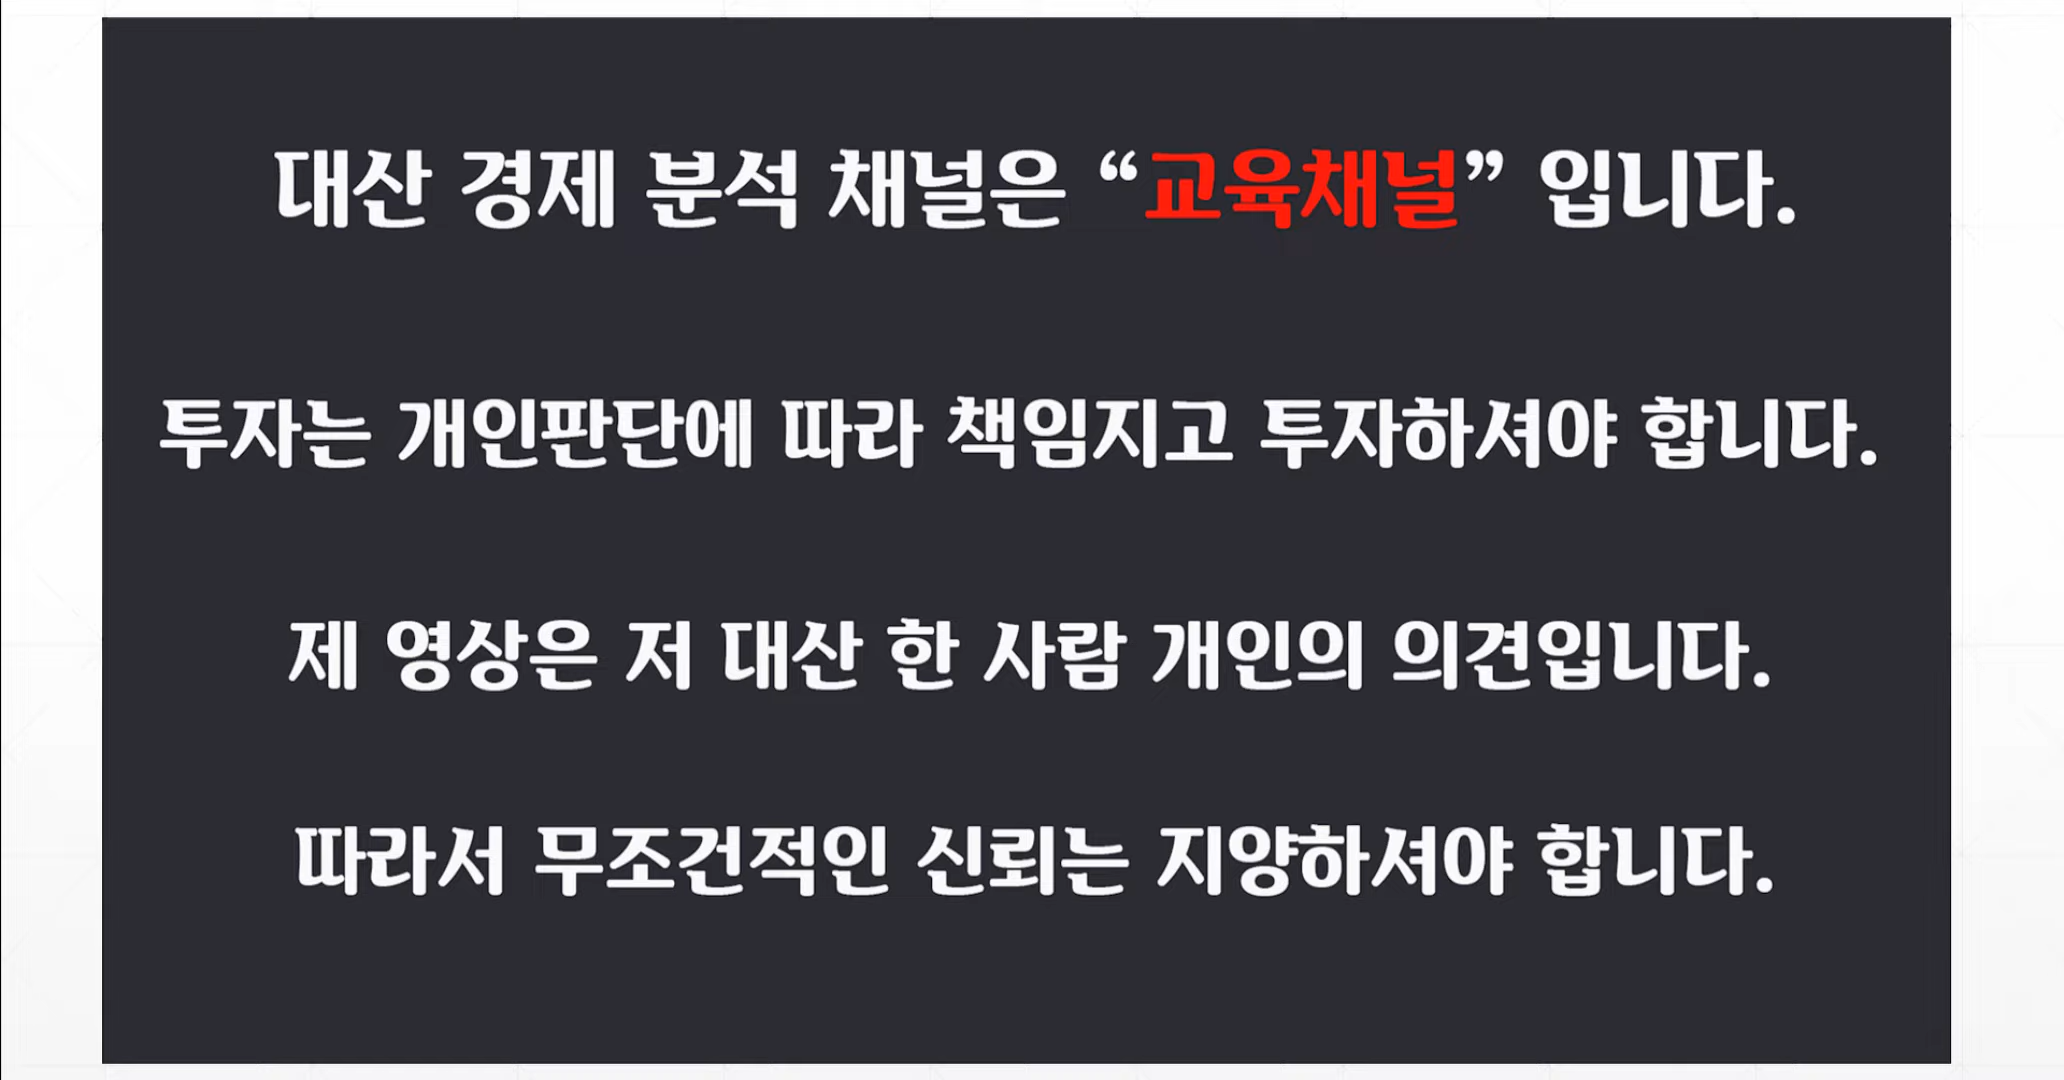 대산 경제 분석 채널은 “교육채널” 입니다.
투자는 개인판단에 따라 책임지고 투자하셔야 합니다.
제 영상은 저 대산 한 사람 개인의 의견입니다.
따라서 무조건적인 신뢰는 지양하셔야 합니다.